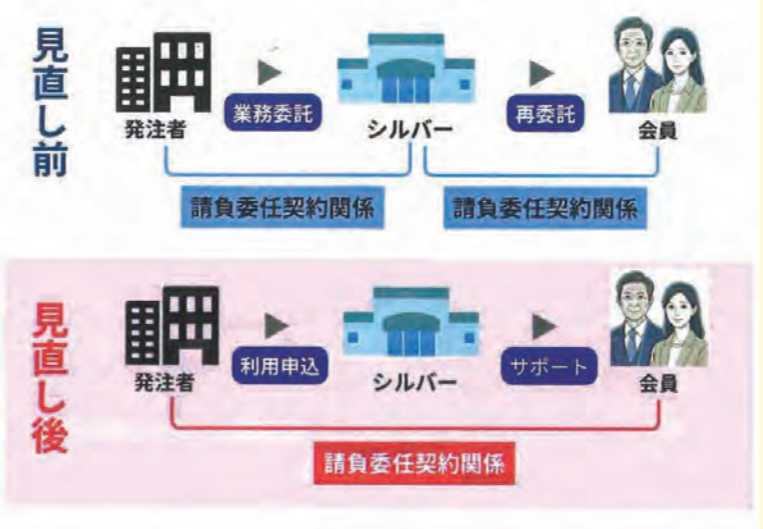 見直し前
業務委託
再委託
発注者
シルバー
会員
請負委任契約関係
請負委任契約関係
見直し後
利用申込
サポート
発注者
シルバー
会員
請負委任契約関係